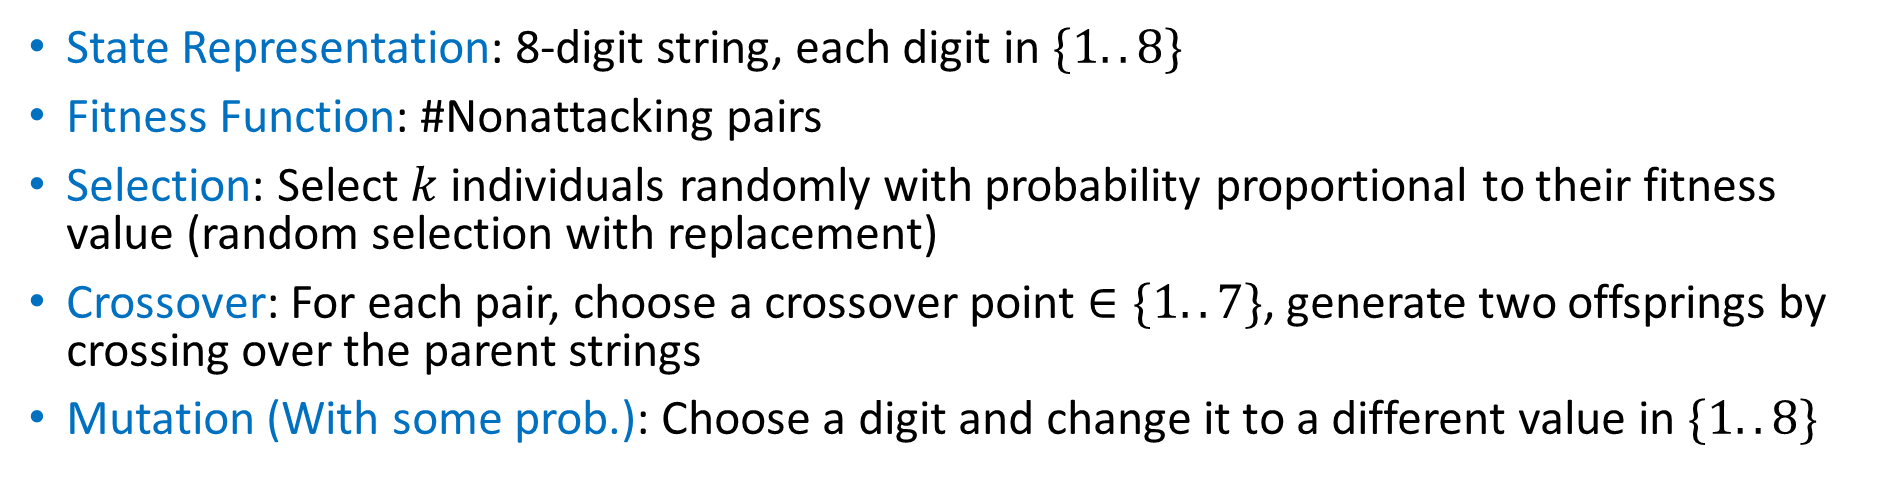 • State Representation: 8-digit string, each digit in {1..8}
• Fitness Function: #Nonattacking pairs
• Selection: Select k individuals randomly with probability proportional to their fitness
value (random selection with replacement)
• Crossover: For each pair, choose a crossover point ∈ {1..7}, generate two offsprings by
crossing over the parent strings
• Mutation (With some prob.): Choose a digit and change it to a different value in {1..8}